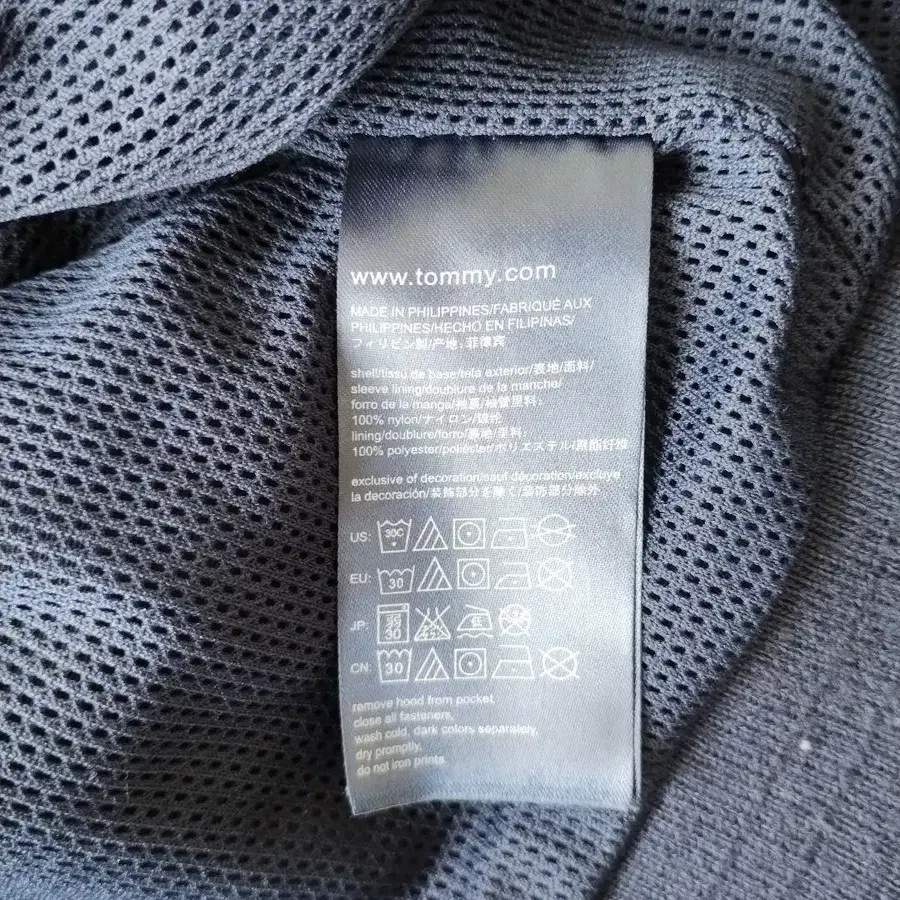 www.tommy.com
MADE IN PHILIPPINES/FABRIQUÉ AUX
PHILIPPINES/HECHO EN FILIPINAS/
フィリピン製/产地:菲律宾
shell/tissu de base/tela exterior/表地/面料/
sleeve lining/doublure de la manche/
forro de la manga/袖裏/袖管里料:
100% nylon/ナイロン/锦纶
lining/doublure/forro/裏地/里料:
100% polyester/poliéster/ポリエステル/聚酯纤维
exclusive of decoration/sauf décoration/excluye
la decoración/装飾部分を除く/装饰部分除外
US: 30C
EU: 30
JP: 30
CN: 30
remove hood from pocket.
close all fasteners,
wash cold, dark colors separately,
dry promptly,
do not iron prints.